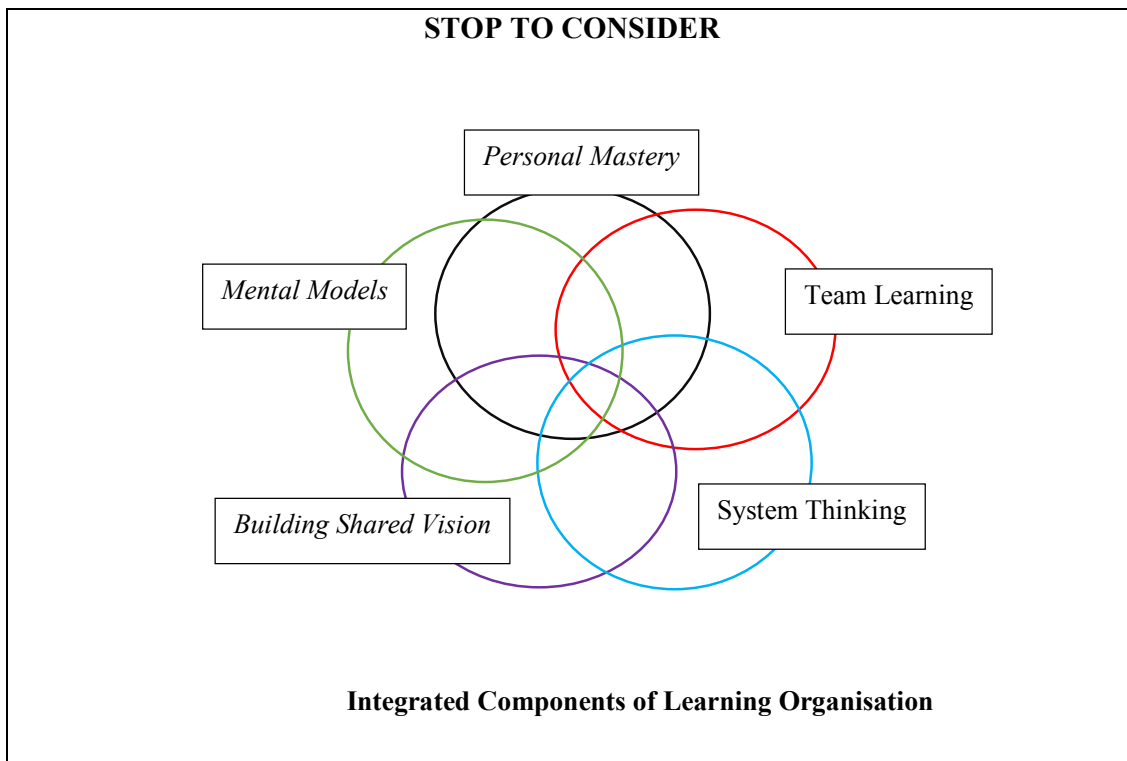 STOP TO CONSIDER
Personal Mastery
Mental Models
Team Learning
Building Shared Vision
System Thinking
Integrated Components of Learning Organisation